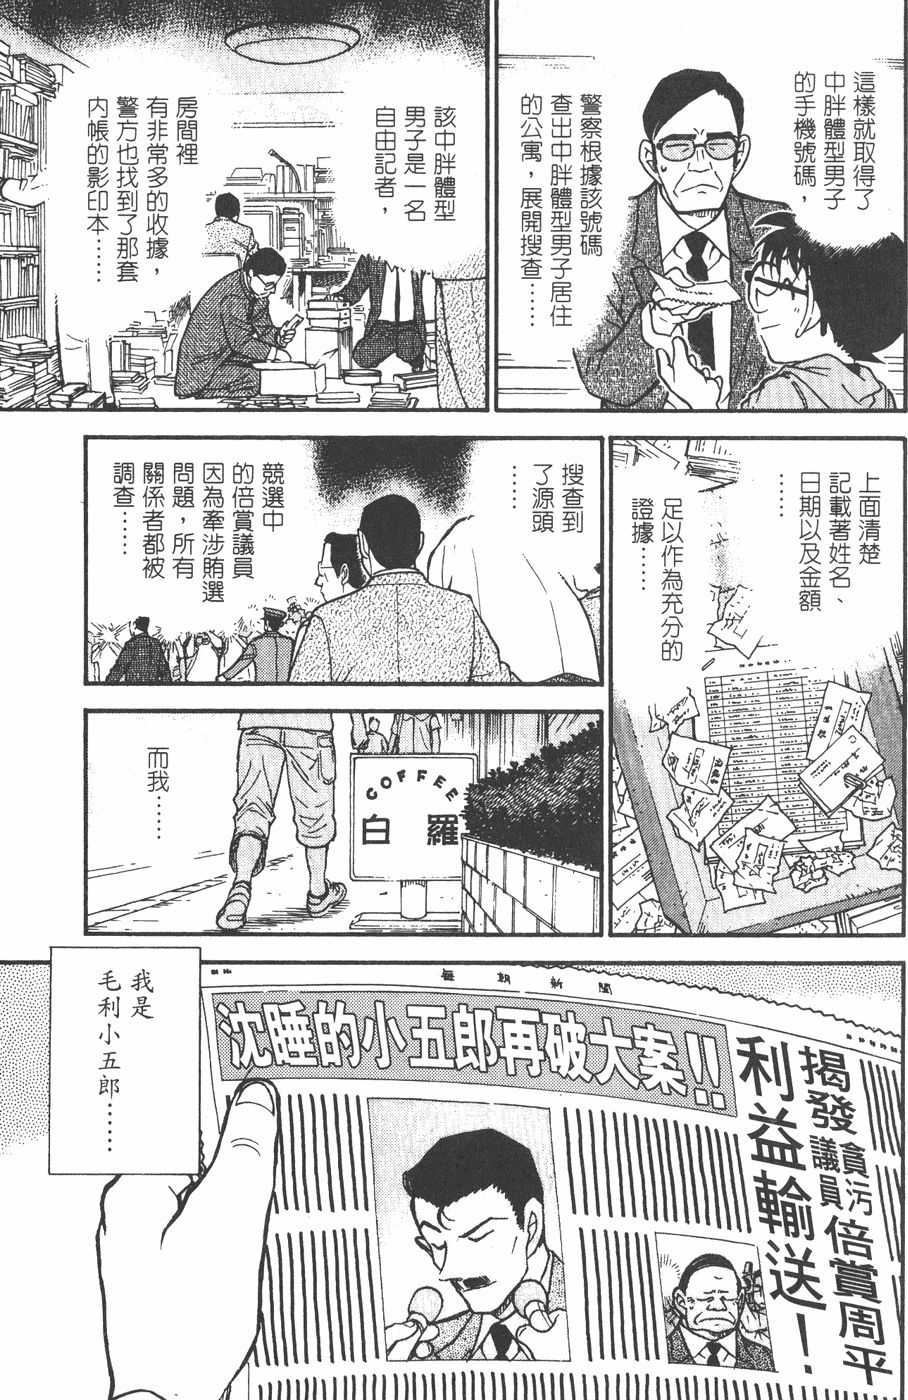 這樣就取得了
中胖體型男子
的手機號碼，
警察根據該號碼
查出中胖體型男子居住
的公寓，展開搜查……
該中胖體型
男子是一名
自由記者，
房間裡
有非常多的收據，
警方也找到了那套
內帳的影印本……
上面清楚
記載著姓名、
日期以及金額
……
足以作為充分的
證據……
搜查到
了源頭
……
競選中
的倍賞議員
因為牽涉賄選
問題，所有
關係者都被
調查……
COFFEE
白羅
而我……
我是
毛利小五郎……
每朝新聞
沈睡的小五郎再破大案!!
揭發貪污議員倍賞周平
利益輸送！